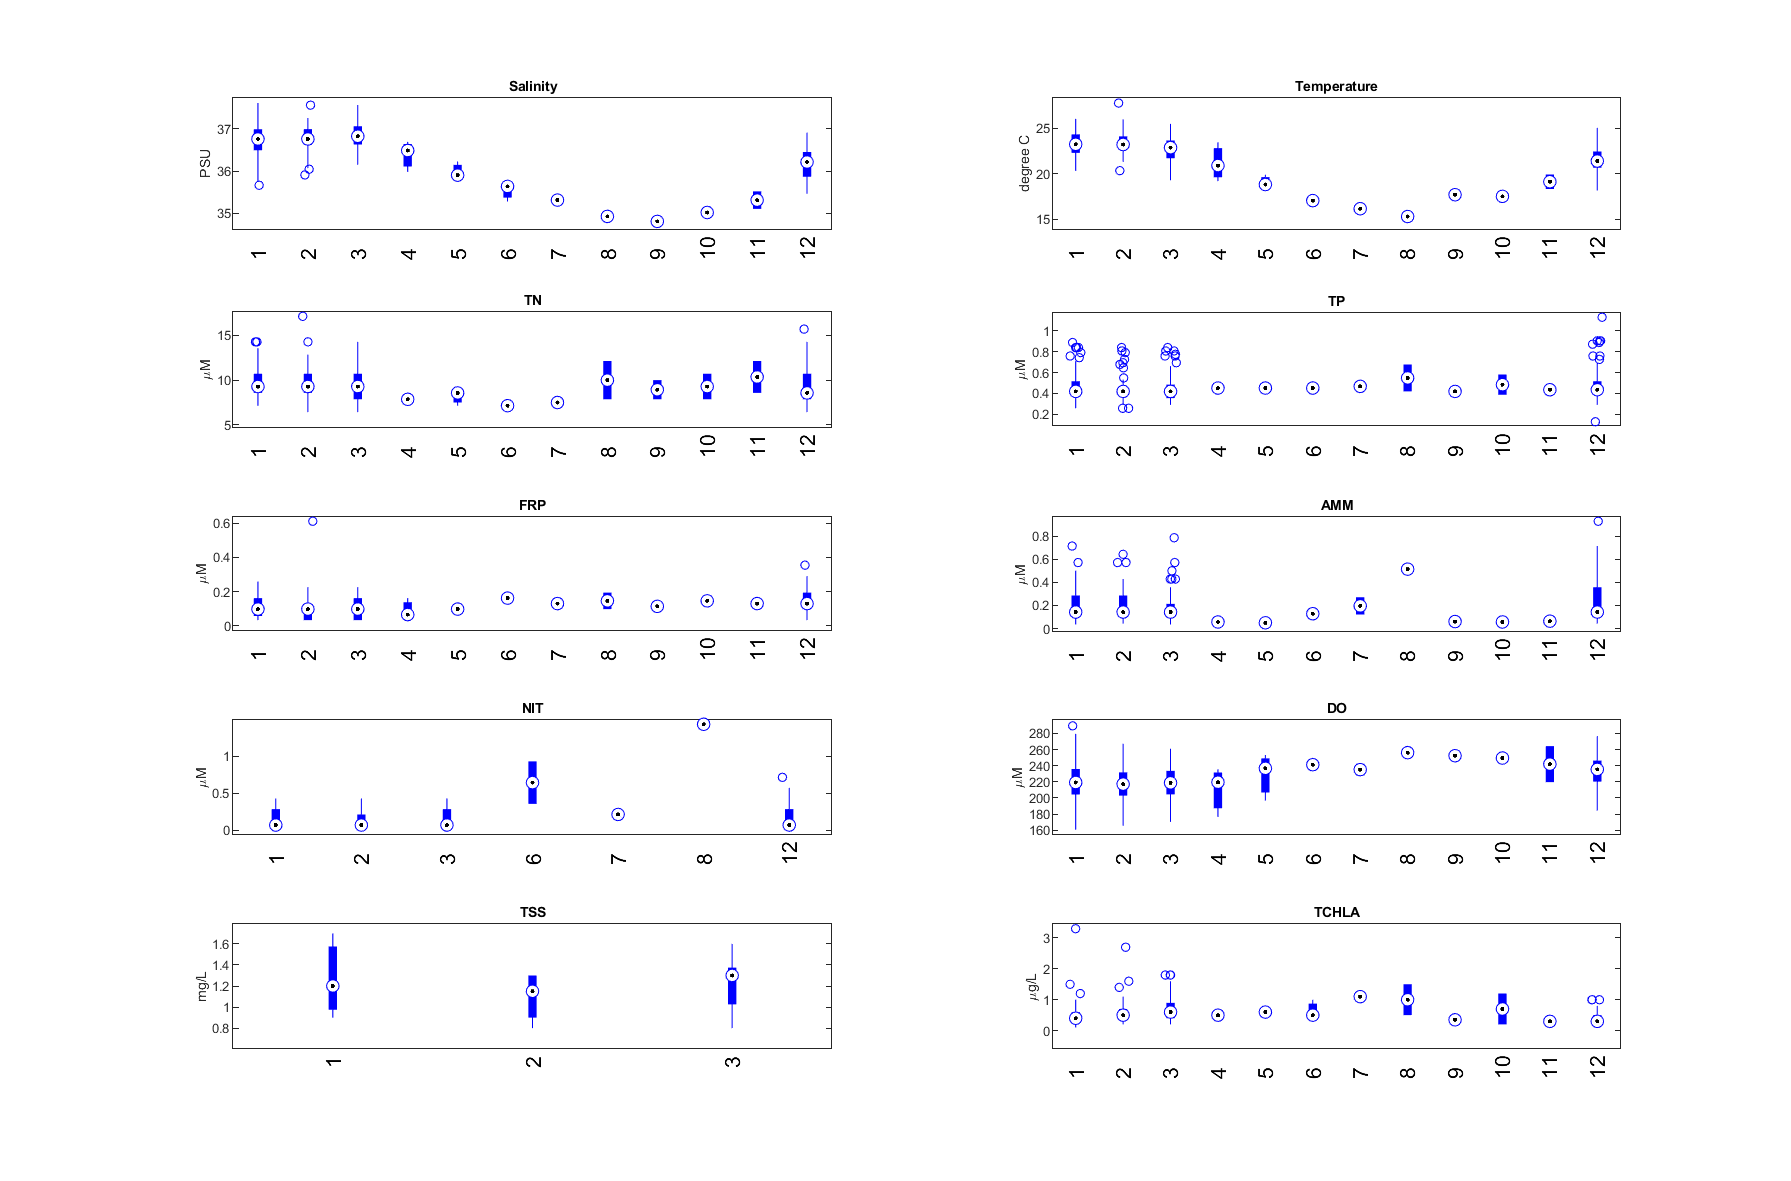 Salinity
37
36
35
PSU
1 2 3 4 5 6 7 8 9 10 11 12
Temperature
25
20
15
degree C
1 2 3 4 5 6 7 8 9 10 11 12
TN
15
10
5
μM
1 2 3 4 5 6 7 8 9 10 11 12
TP
1
0.8
0.6
0.4
0.2
μM
1 2 3 4 5 6 7 8 9 10 11 12
FRP
0.6
0.4
0.2
0
μM
1 2 3 4 5 6 7 8 9 10 11 12
AMM
0.8
0.6
0.4
0.2
0
μM
1 2 3 4 5 6 7 8 9 10 11 12
NIT
1
0.5
0
μM
1 2 3 6 7 8 12
DO
280
260
240
220
200
180
160
μM
1 2 3 4 5 6 7 8 9 10 11 12
TSS
1.6
1.4
1.2
1
0.8
mg/L
1 2 3
TCHLA
3
2
1
0
μg/L
1 2 3 4 5 6 7 8 9 10 11 12